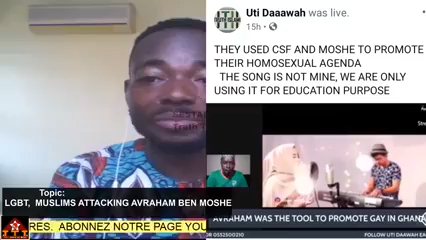 Uti Daaawah was live.
15h
THEY USED CSF AND MOSHE TO PROMOTE
THEIR HOMOSEXUAL AGENDA
THE SONG IS NOT MINE, WE ARE ONLY
USING IT FOR EDUCATION PURPOSE
Topic:
LGBT, MUSLIMS ATTACKING AVRAHAM BEN MOSHE
AVRAHAM WAS THE TOOL TO PROMOTE GAY IN GHAN
FOLLOW UTI DAAWAH EA
RES. ABONNEZ NOTRE PAGE YOU